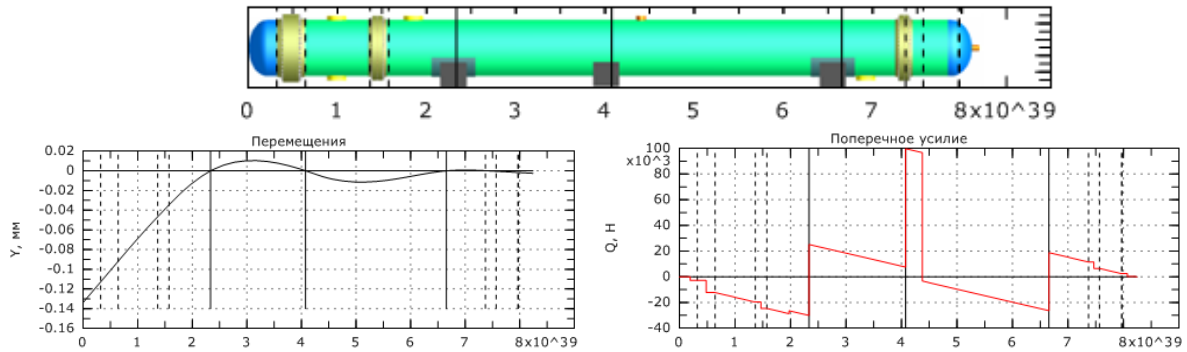 0 1 2 3 4 5 6 7 8x10^39
Перемещения
0.02
0
-0.02
-0.04
-0.06
-0.08
-0.1
-0.12
-0.14
-0.16
Y, мм
0 1 2 3 4 5 6 7 8x10^39
Поперечное усилие
100
x10^3
80
60
40
20
0
-20
-40
Q, Н
0 1 2 3 4 5 6 7 8x10^39